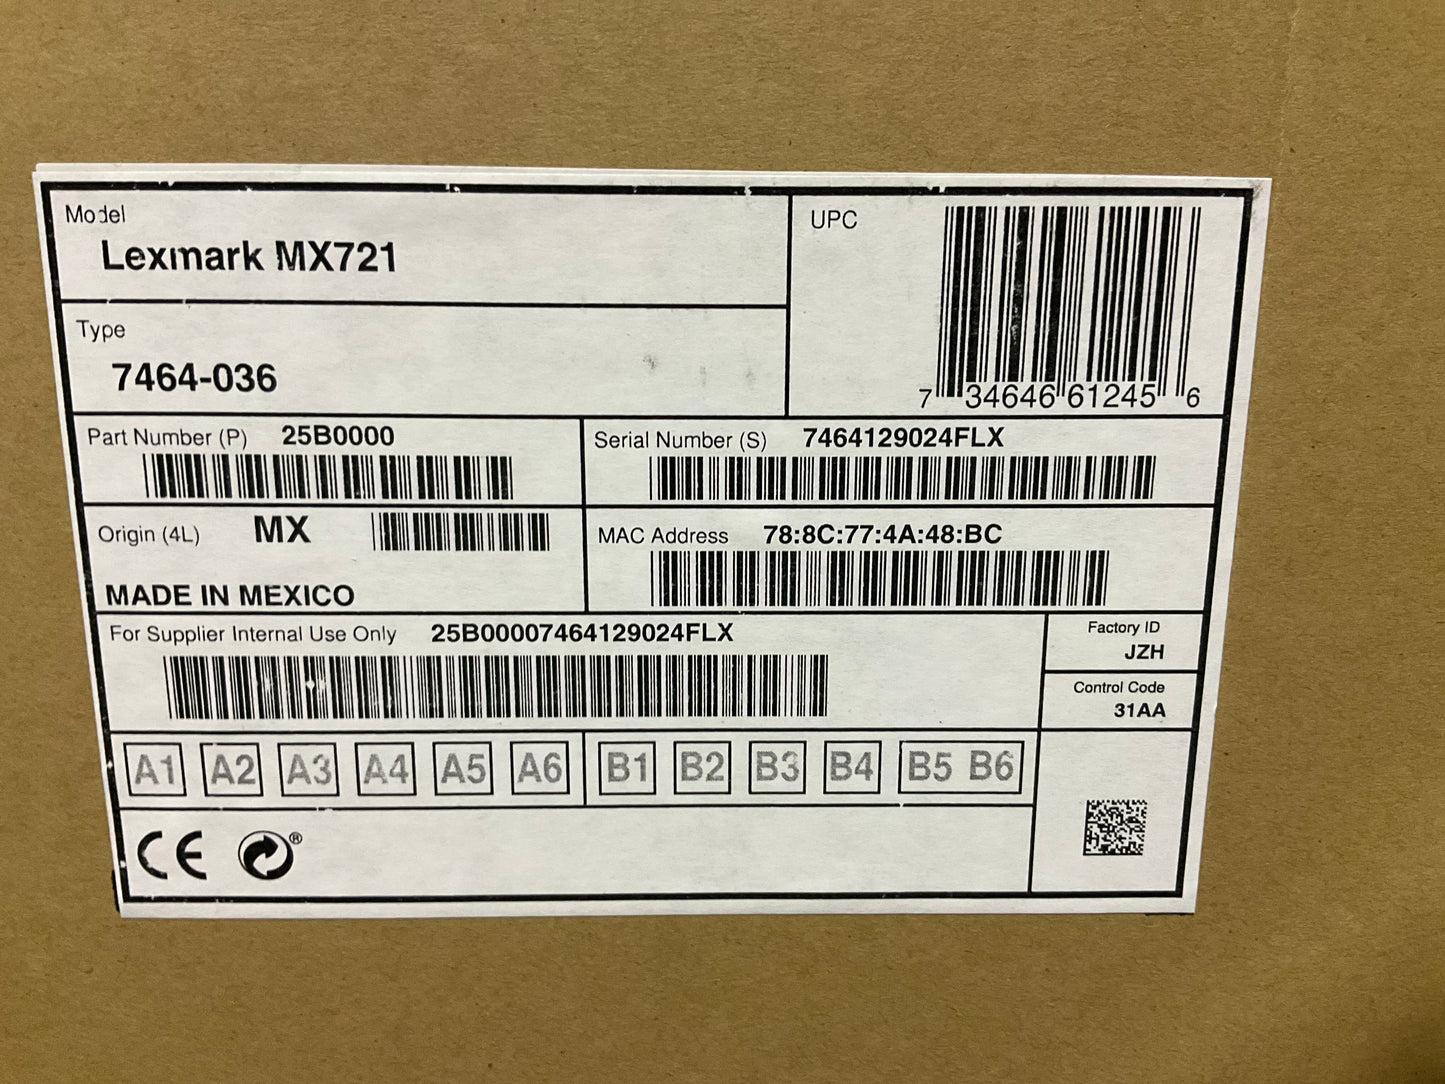 Model
Lexmark MX721
UPC
7 34646 61245 6
Type
7464-036
Part Number (P) 25B0000
Serial Number (S) 7464129024FLX
Origin (4L) MX
MAC Address 78:8C:77:4A:48:BC
MADE IN MEXICO
For Supplier Internal Use Only 25B00007464129024FLX
Factory ID
JZH
Control Code
31AA
A1 A2 A3 A4 A5 A6 B1 B2 B3 B4 B5 B6
CE ®